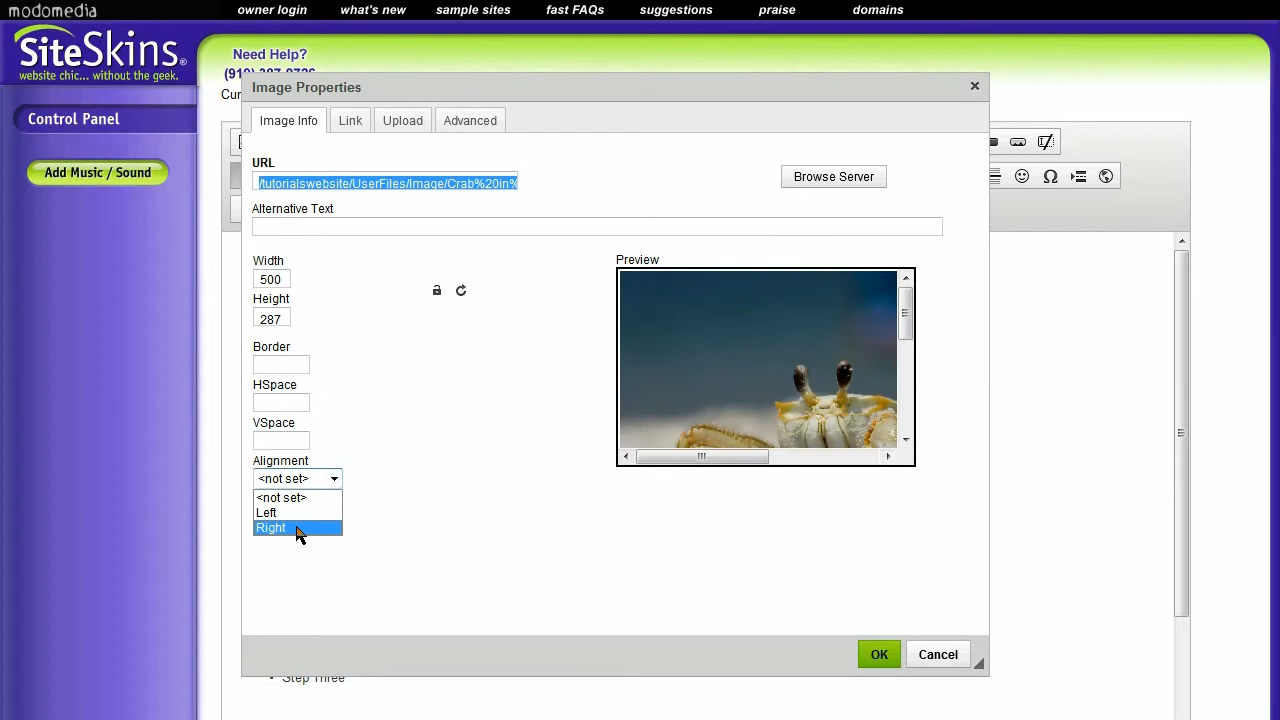 modomedia
owner login what's new sample sites fast FAQs suggestions praise domains
SiteSkins®
website chic... without the geek.
Need Help?
Control Panel
Add Music / Sound
Image Properties
Image Info Link Upload Advanced
URL
/tutorialswebsite/UserFiles/Image/Crab%20in%
Browse Server
Alternative Text
Width
500
Height
287
Preview
Border
HSpace
VSpace
Alignment
<not set>
<not set>
Left
Right
OK Cancel
Step Three